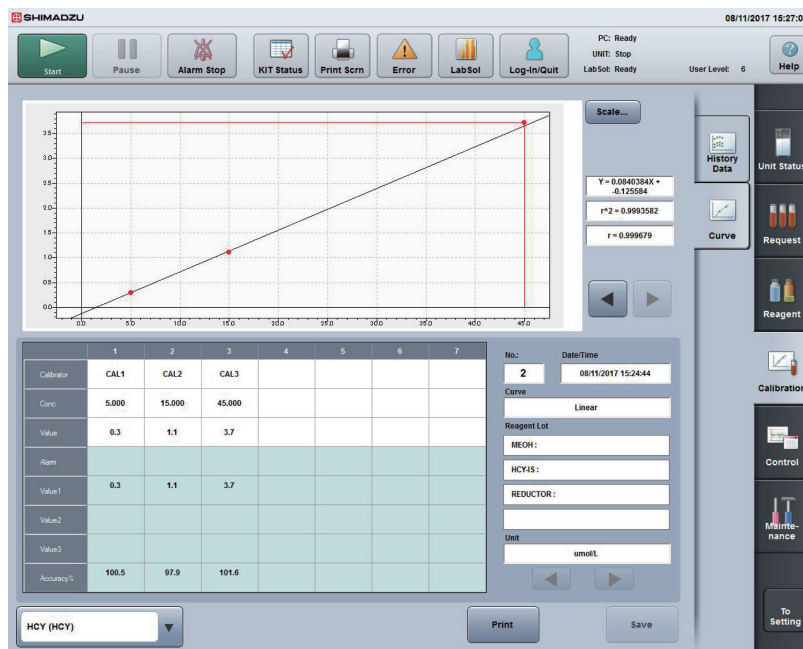 SHIMADZU
08/11/2017 15:27:0
Start
Pause
Alarm Stop
KIT Status
Print Scrn
Error
LabSol
Log-In/Quit
PC: Ready
UNIT: Stop
LabSol: Ready
User Level: 6
Help
3.5
3.0
2.5
2.0
1.5
1.0
0.5
0.0
0.0 5.0 10.0 15.0 20.0 25.0 30.0 35.0 40.0 45.0
Scale...
Y = 0.0840384X +
-0.125584
r^2 = 0.9993582
r = 0.999679
History
Data
Curve
Unit Status
Request
Reagent
Calibration
Control
Mainte-
nance
To
Setting
1 2 3 4 5 6 7
Calibrator CAL1 CAL2 CAL3
Conc. 5.000 15.000 45.000
Value 0.3 1.1 3.7
Alarm
Value1 0.3 1.1 3.7
Value2
Value3
Accuracy% 100.5 97.9 101.6
No.: Date/Time
2 08/11/2017 15:24:44
Curve
Linear
Reagent Lot
MEOH :
HCY-IS :
REDUCTOR :
Unit
umol/L
HCY (HCY)
Print
Save